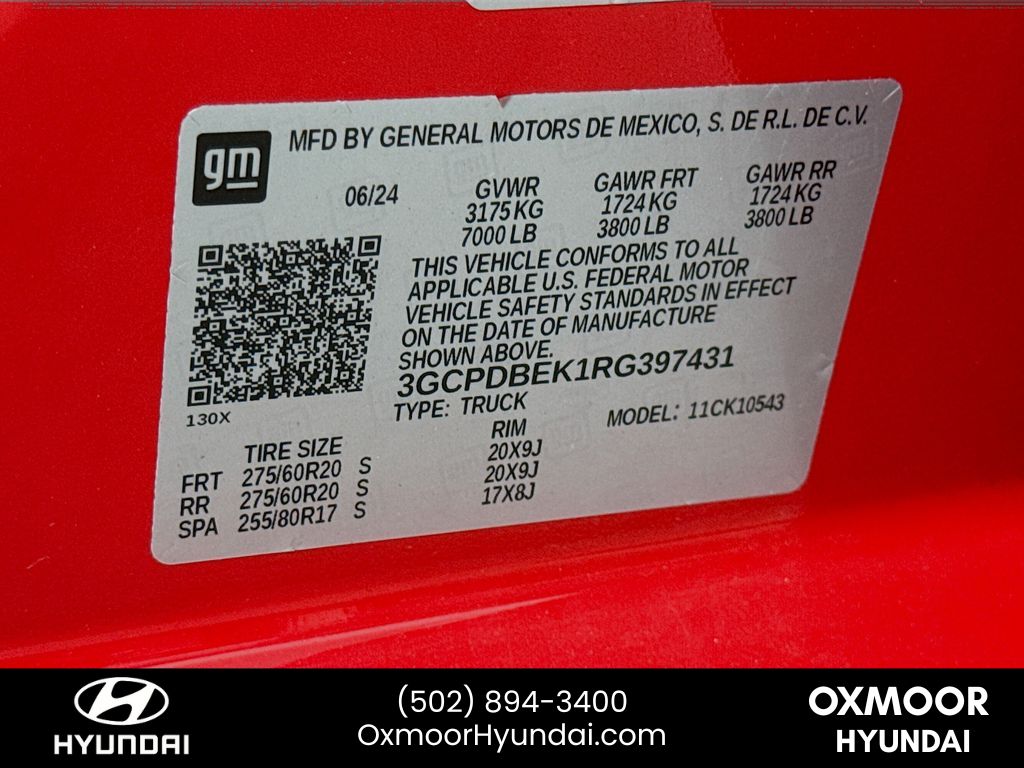 gm
MFD BY GENERAL MOTORS DE MEXICO, S. DE R.L. DE C.V.
06/24 GVWR GAWR FRT GAWR RR
3175 KG 1724 KG 1724 KG
7000 LB 3800 LB 3800 LB
THIS VEHICLE CONFORMS TO ALL
APPLICABLE U.S. FEDERAL MOTOR
VEHICLE SAFETY STANDARDS IN EFFECT
ON THE DATE OF MANUFACTURE
SHOWN ABOVE.
3GCPDBEK1RG397431
130X
TYPE: TRUCK MODEL: 11CK10543
TIRE SIZE RIM
FRT 275/60R20 S 20X9J
RR 275/60R20 S 20X9J
SPA 255/80R17 S 17X8J
HYUNDAI
(502) 894-3400
OxmoorHyundai.com
OXMOOR
HYUNDAI